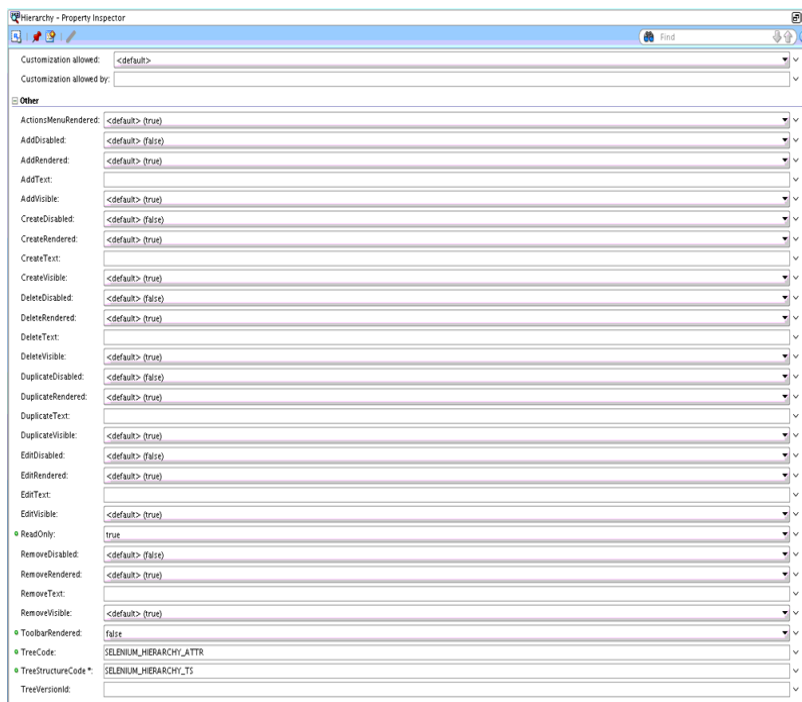 Hierarchy - Property Inspector
Find
Customization allowed: <default>
Customization allowed by:
Other
ActionsMenuRendered: <default> (true)
AddDisabled: <default> (false)
AddRendered: <default> (true)
AddText:
AddVisible: <default> (true)
CreateDisabled: <default> (false)
CreateRendered: <default> (true)
CreateText:
CreateVisible: <default> (true)
DeleteDisabled: <default> (false)
DeleteRendered: <default> (true)
DeleteText:
DeleteVisible: <default> (true)
DuplicateDisabled: <default> (false)
DuplicateRendered: <default> (true)
DuplicateText:
DuplicateVisible: <default> (true)
EditDisabled: <default> (false)
EditRendered: <default> (true)
EditText:
EditVisible: <default> (true)
ReadOnly: true
RemoveDisabled: <default> (false)
RemoveRendered: <default> (true)
RemoveText:
RemoveVisible: <default> (true)
ToolbarRendered: false
TreeCode: SELENIUM_HIERARCHY_ATTR
TreeStructureCode *: SELENIUM_HIERARCHY_TS
TreeVersionId: